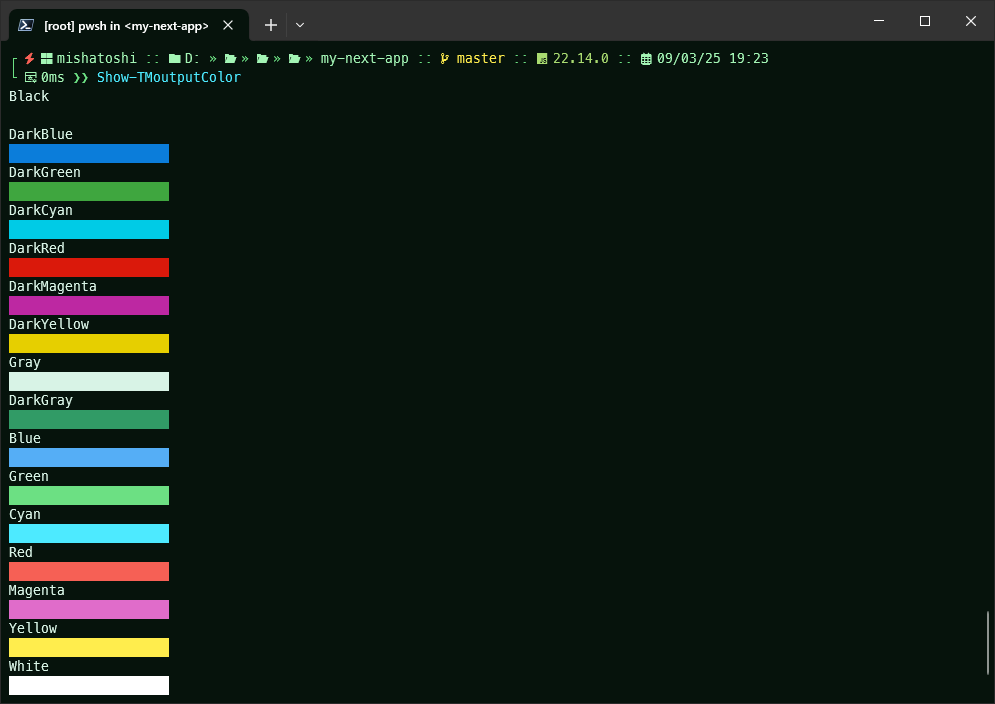 [root] pwsh in <my-next-app>
mishatoshi :: D: » » » » my-next-app :: master :: 22.14.0 :: 09/03/25 19:23
0ms ❯❯ Show-TMoutputColor
Black
DarkBlue
DarkGreen
DarkCyan
DarkRed
DarkMagenta
DarkYellow
Gray
DarkGray
Blue
Green
Cyan
Red
Magenta
Yellow
White